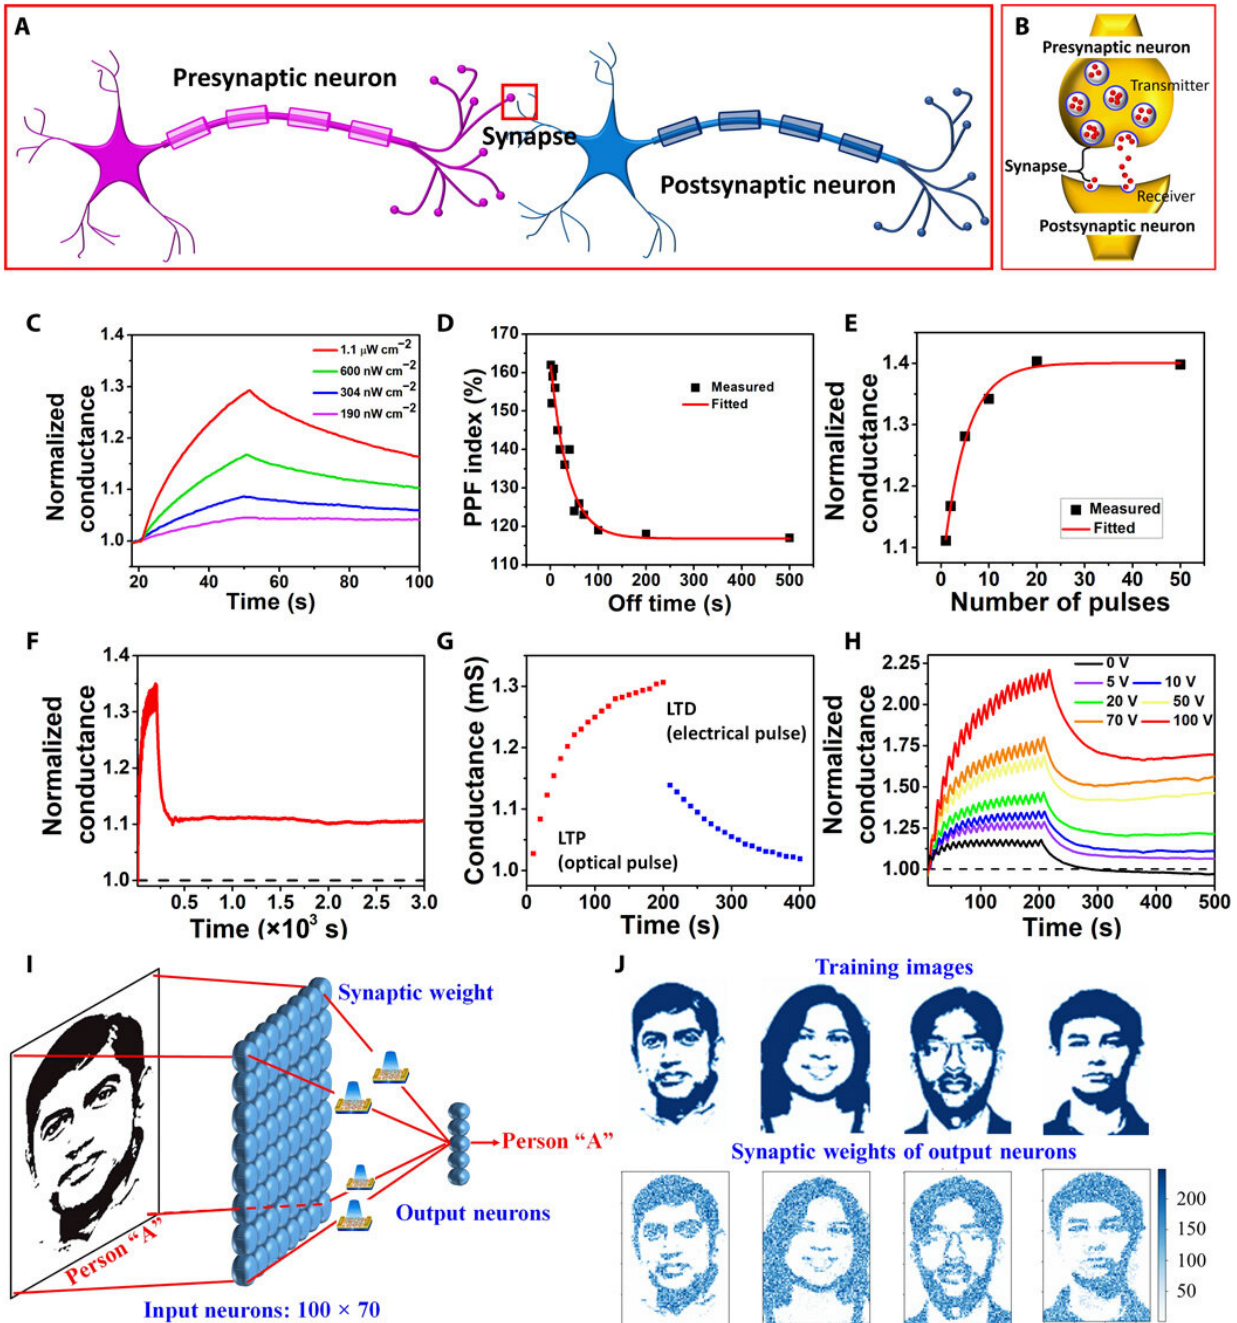 A
Presynaptic neuron
Synapse
Postsynaptic neuron
B
Presynaptic neuron
Transmitter
Synapse
Receiver
Postsynaptic neuron
C
Normalized
conductance
1.4
1.3
1.2
1.1
1.0
1.1 μW cm⁻²
600 nW cm⁻²
304 nW cm⁻²
190 nW cm⁻²
20 40 60 80 100
Time (s)
D
PPF index (%)
170
160
150
140
130
120
110
Measured
Fitted
0 100 200 300 400 500
Off time (s)
E
Normalized
conductance
1.4
1.3
1.2
1.1
Measured
Fitted
0 10 20 30 40 50
Number of pulses
F
Normalized
conductance
1.4
1.3
1.2
1.1
1.0
0.5 1.0 1.5 2.0 2.5 3.0
Time (×10³ s)
G
Conductance (mS)
1.3
1.2
1.1
1.0
LTD
(electrical pulse)
LTP
(optical pulse)
0 100 200 300 400
Time (s)
H
Normalized
conductance
2.25
2.00
1.75
1.50
1.25
1.00
0 V
5 V 10 V
20 V 50 V
70 V 100 V
100 200 300 400 500
Time (s)
I
Synaptic weight
Person “A”
Output neurons
Person “A”
Input neurons: 100 × 70
J
Training images
Synaptic weights of output neurons
200
150
100
50